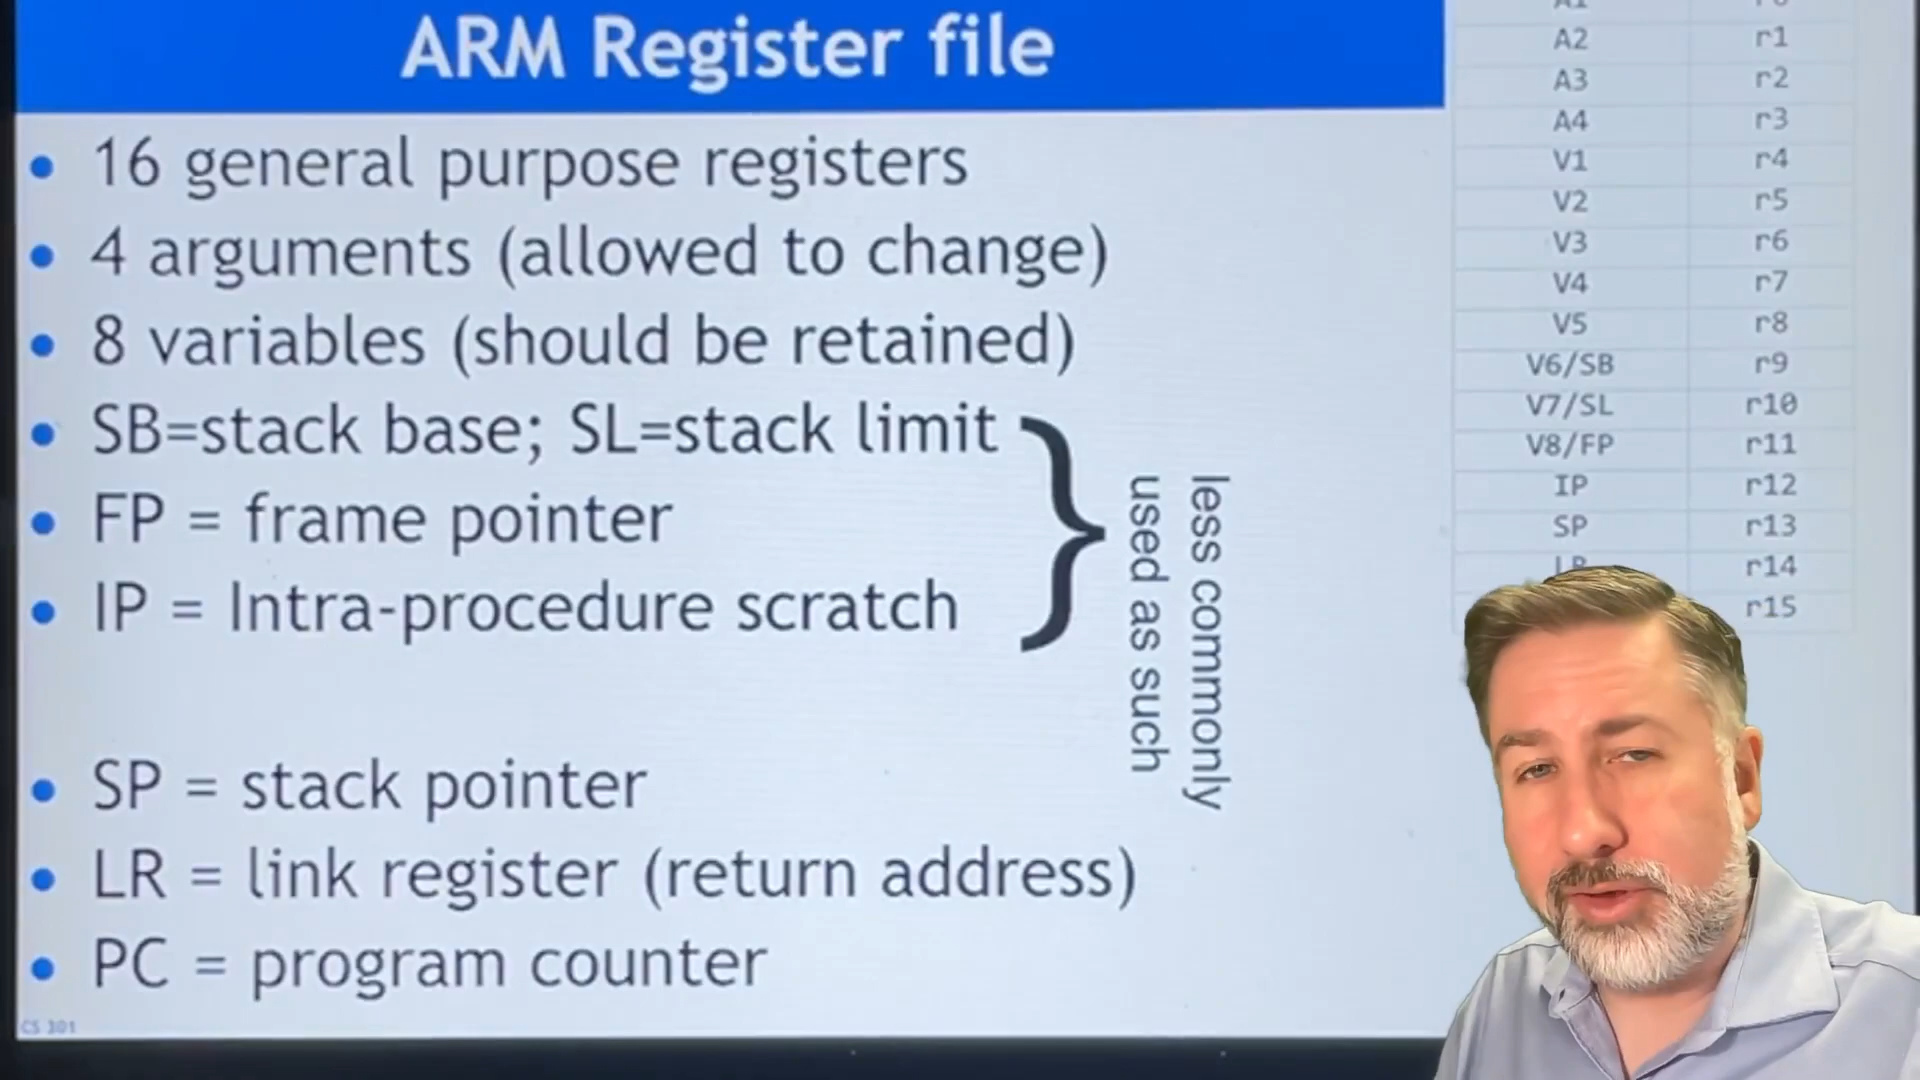 ARM Register file
16 general purpose registers
4 arguments (allowed to change)
8 variables (should be retained)
SB=stack base; SL=stack limit
FP = frame pointer
IP = Intra-procedure scratch
less commonly
used as such
SP = stack pointer
LR = link register (return address)
PC = program counter
CS 301
A1 r0
A2 r1
A3 r2
A4 r3
V1 r4
V2 r5
V3 r6
V4 r7
V5 r8
V6/SB r9
V7/SL r10
V8/FP r11
IP r12
SP r13
LR r14
r15